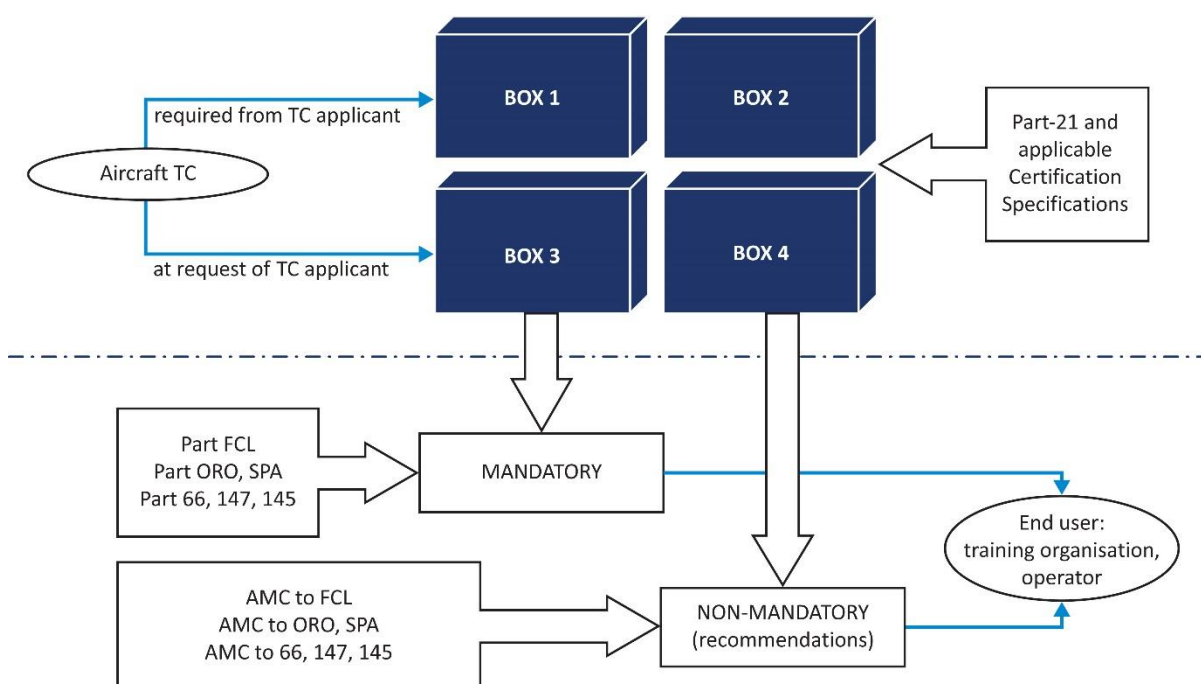 BOX 1
BOX 2
required from TC applicant
Part-21 and
applicable
Certification
Specifications
Aircraft TC
at request of TC applicant
BOX 3
BOX 4
Part FCL
Part ORO, SPA
Part 66, 147, 145
MANDATORY
End user:
training organisation,
operator
AMC to FCL
AMC to ORO, SPA
AMC to 66, 147, 145
NON-MANDATORY
(recommendations)